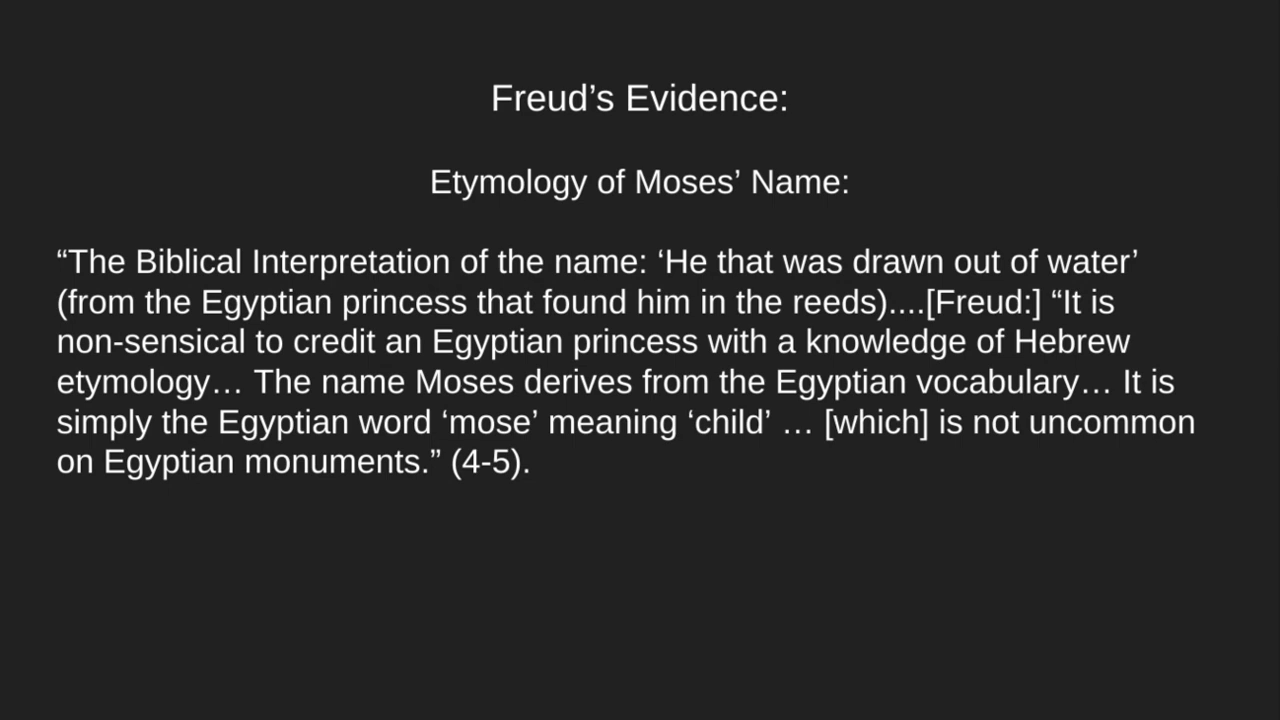 Freud’s Evidence:
Etymology of Moses’ Name:
“The Biblical Interpretation of the name: ‘He that was drawn out of water’
(from the Egyptian princess that found him in the reeds)....[Freud:] “It is
non-sensical to credit an Egyptian princess with a knowledge of Hebrew
etymology… The name Moses derives from the Egyptian vocabulary… It is
simply the Egyptian word ‘mose’ meaning ‘child’ … [which] is not uncommon
on Egyptian monuments.” (4-5).